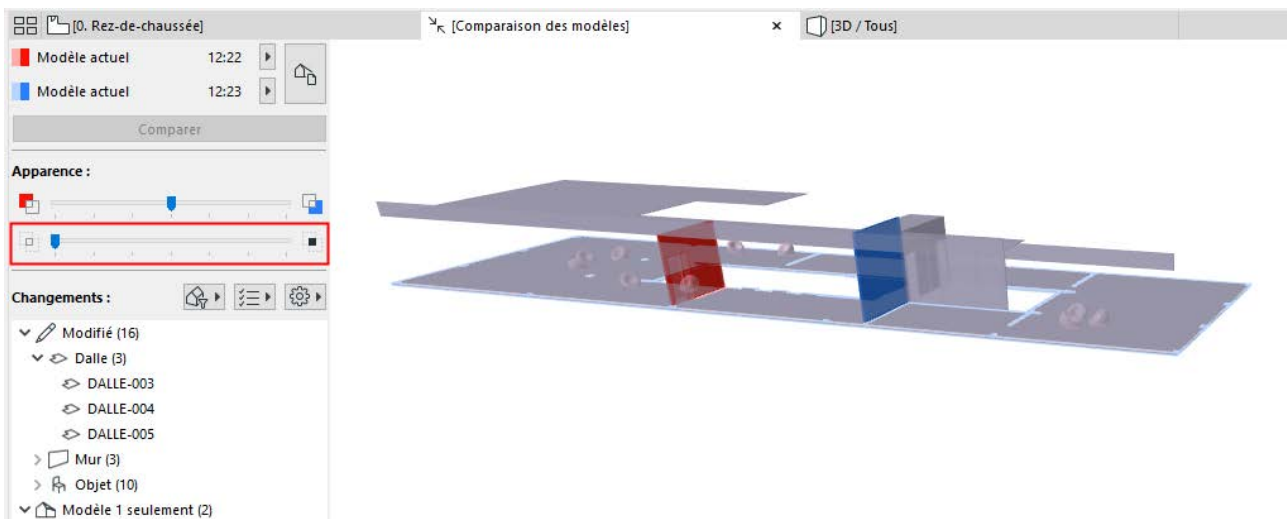 [0. Rez-de-chaussée]
[Comparaison des modèles]
[3D / Tous]
Modèle actuel 12:22
Modèle actuel 12:23
Comparer
Apparence :
Changements :
Modifié (16)
Dalle (3)
DALLE-003
DALLE-004
DALLE-005
Mur (3)
Objet (10)
Modèle 1 seulement (2)